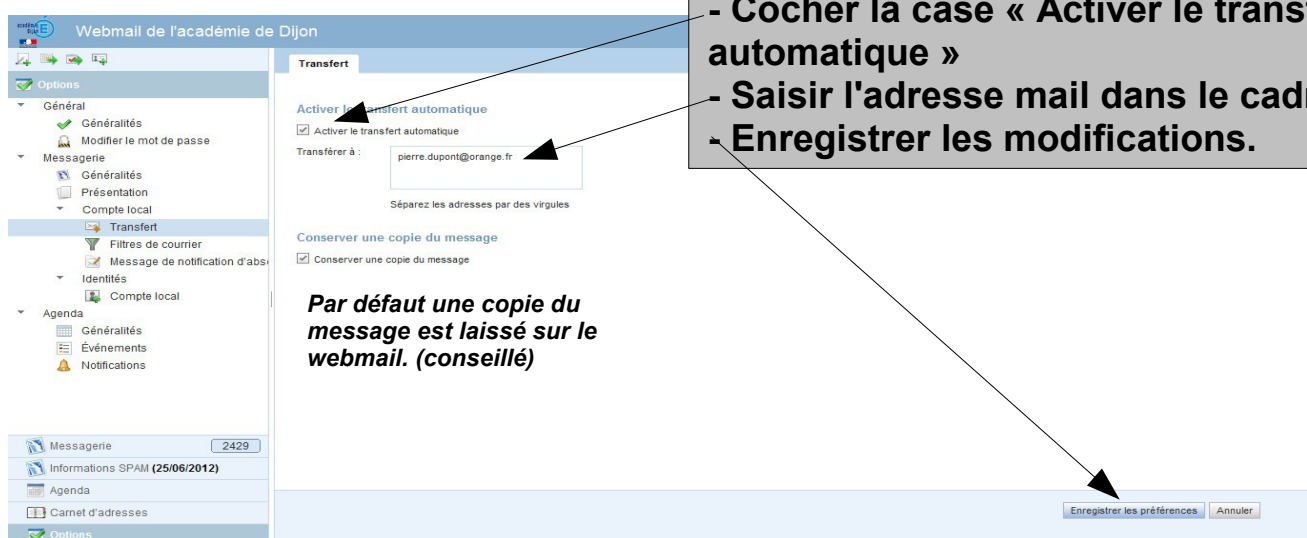 Webmail de l'académie de Dijon
- Cocher la case « Activer le
automatique »
- Saisir l'adresse mail dans le
- Enregistrer les modifications.
Options
Général
Généralités
Modifier le mot de passe
Messagerie
Généralités
Présentation
Compte local
Transfert
Filtres de courrier
Message de notification
Identités
Compte local
Agenda
Généralités
Événements
Notifications
Messagerie 2429
Informations SPAM (25/06/2012)
Agenda
Carnet d'adresses
Options
Transfert
Activer le transfert automatique
Activer le transfert automatique
Transférer à :
pierre.dupont@orange.fr
Séparez les adresses par des virgules
Conserver une copie du message
Conserver une copie du message
Par défaut une copie du
message est laissé sur le
webmail. (conseillé)
Enregistrer les préférences
Annuler